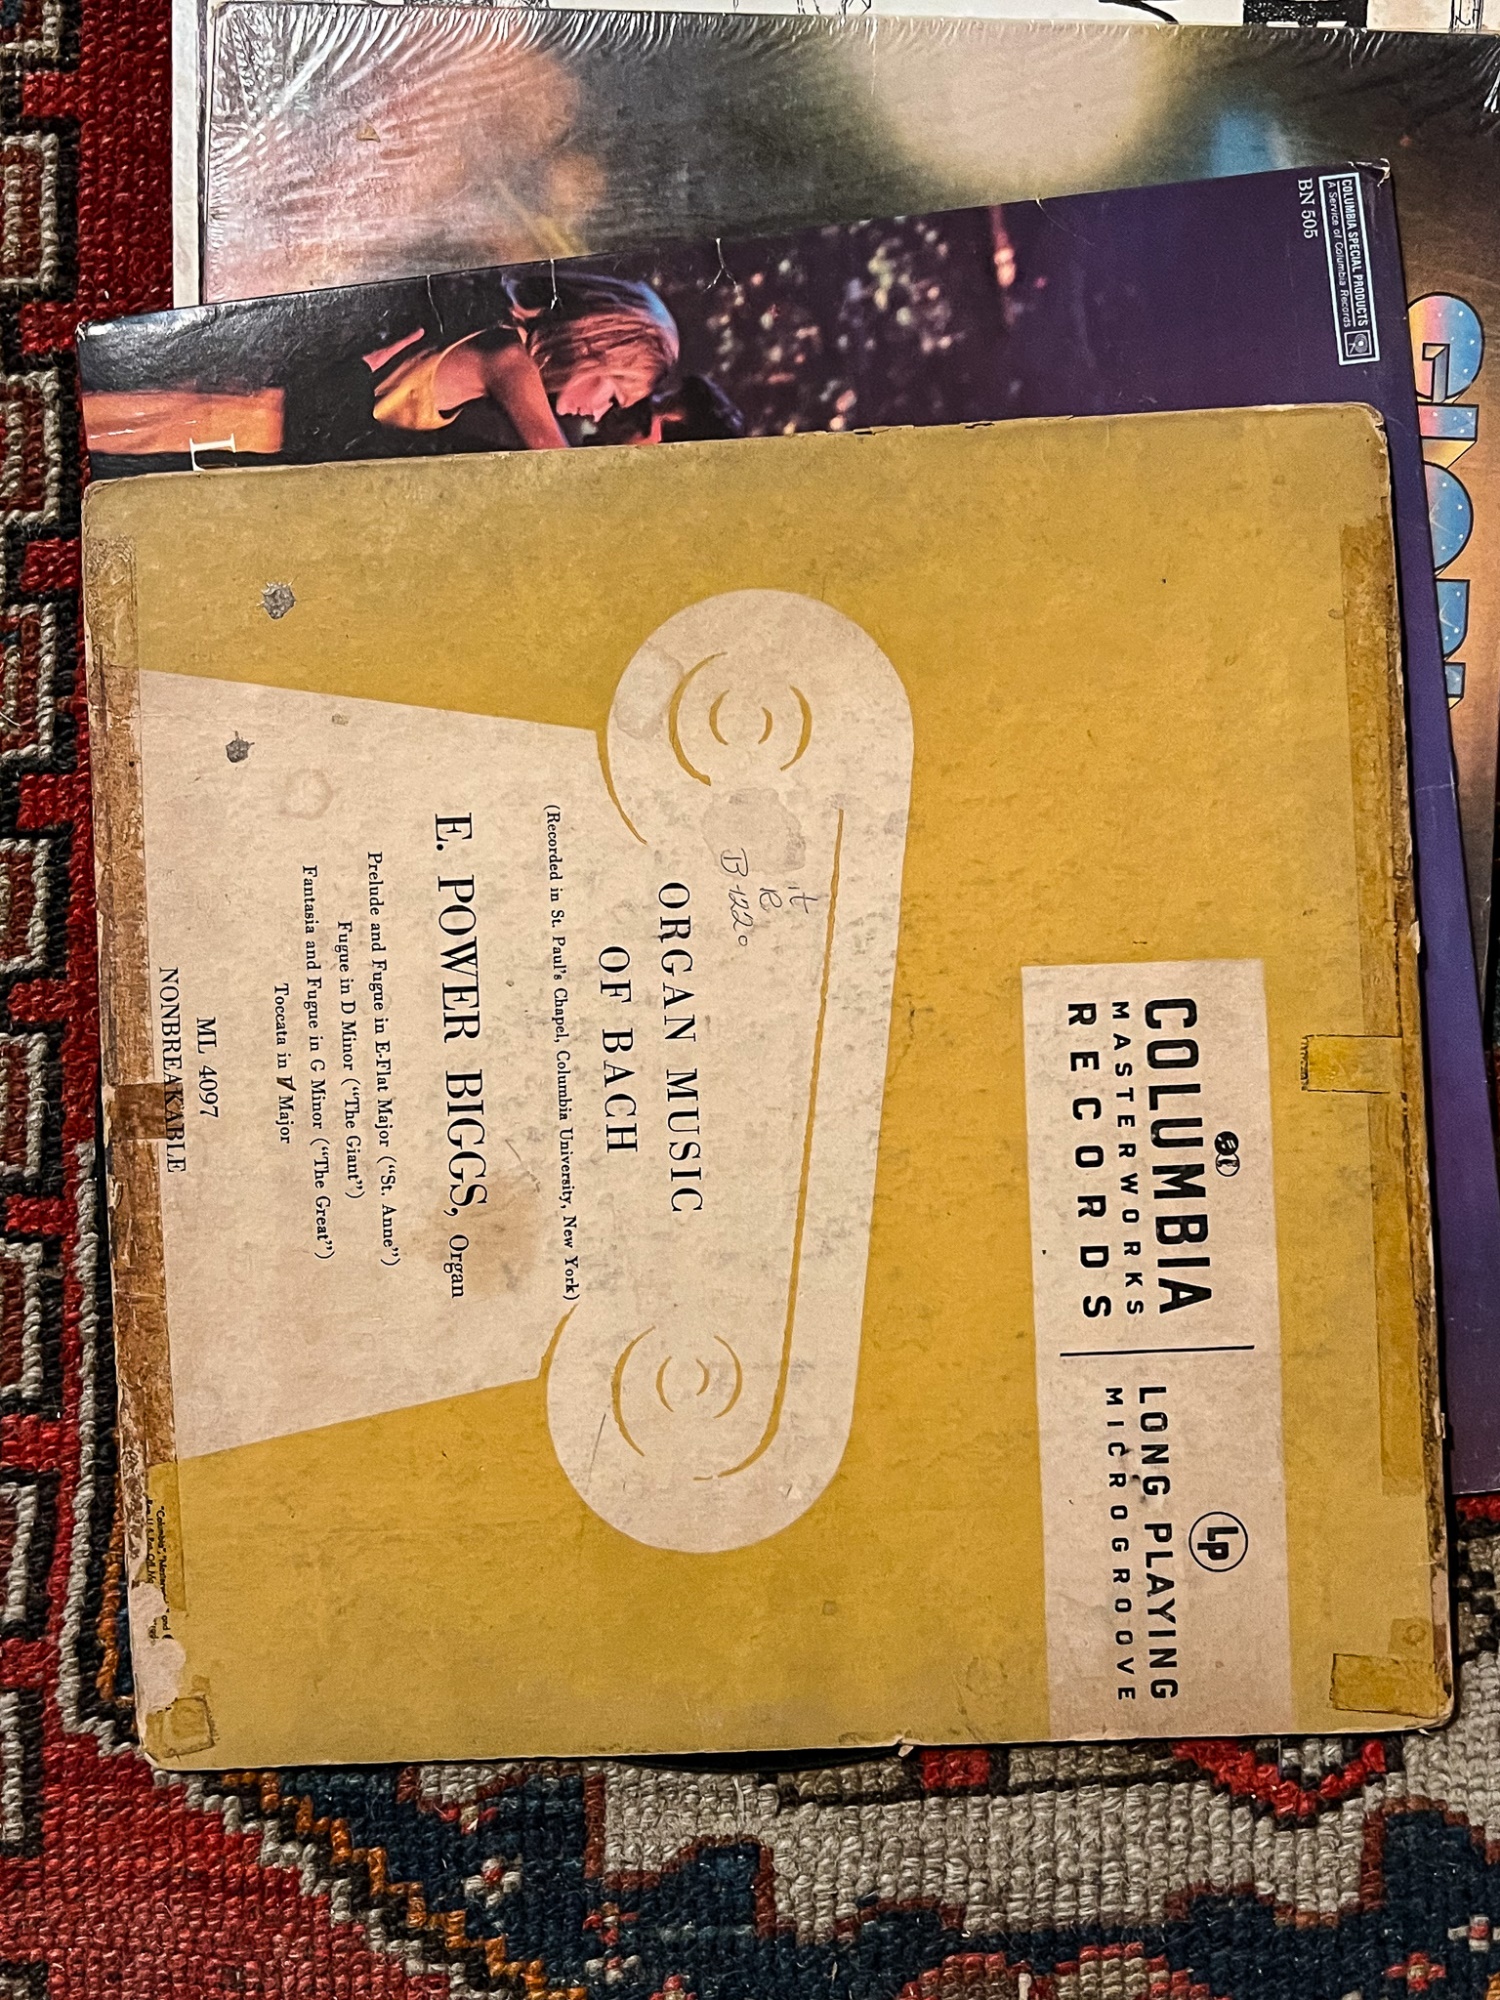 COLUMBIA
MASTERWORKS
RECORDS
Lp
LONG PLAYING
MICROGROOVE
B-1220
ORGAN MUSIC
OF BACH
(Recorded in St. Paul's Chapel, Columbia University, New York)
E. POWER BIGGS, Organ
Prelude and Fugue in E-Flat Major (“St. Anne”)
Fugue in D Minor (“The Giant”)
Fantasia and Fugue in G Minor (“The Great”)
Toccata in F Major
ML 4097
NONBREAKABLE
COLUMBIA SPECIAL PRODUCTS
A Service of Columbia Records
BN 505